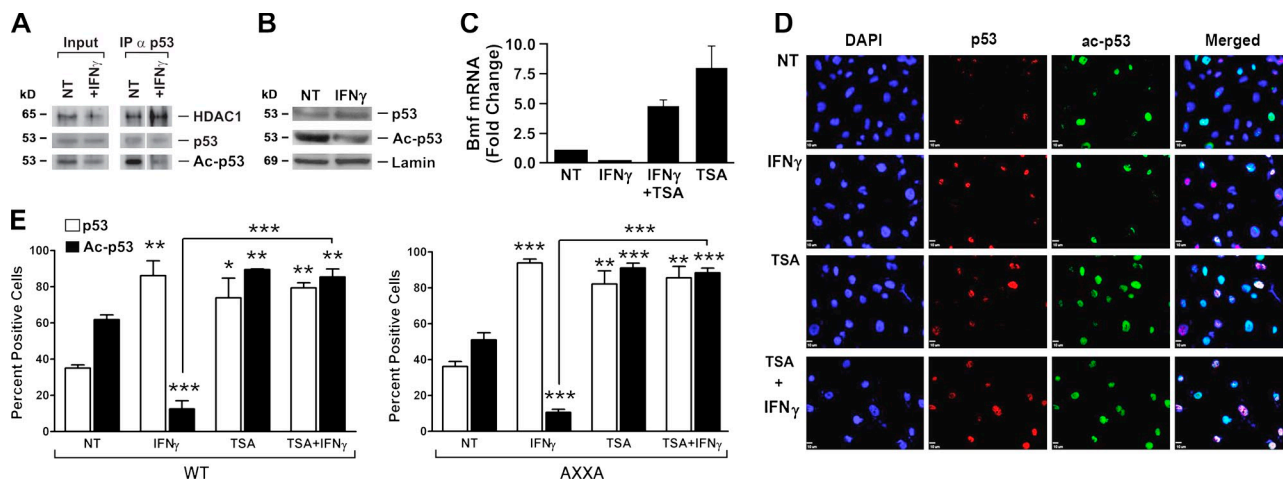 A
Input
IP α p53
NT
+IFNγ
NT
+IFNγ
kD
65
HDAC1
53
p53
53
Ac-p53
B
kD
NT
IFNγ
53
p53
53
Ac-p53
69
Lamin
C
Bmf mRNA
(Fold Change)
10.0
7.5
5.0
2.5
0.0
NT
IFNγ
IFNγ
+TSA
TSA
D
DAPI
p53
ac-p53
Merged
NT
IFNγ
TSA
TSA
+
IFNγ
E
p53
Ac-p53
Percent Positive Cells
100
80
60
40
20
0
**
***
*
**
**
**
***
NT
IFNγ
TSA
TSA+IFNγ
WT
Percent Positive Cells
100
80
60
40
20
0
***
***
**
***
**
***
***
NT
IFNγ
TSA
TSA+IFNγ
AXXA